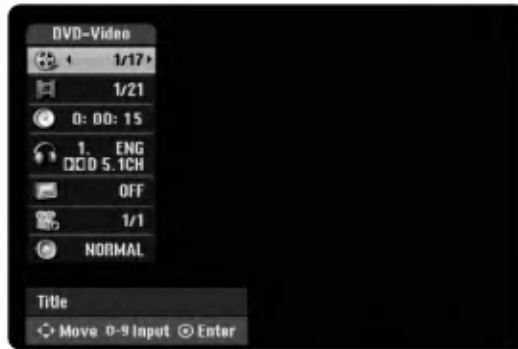 DVD-Video
1/17
1/21
0: 00: 15
1. ENG
D 5.1CH
OFF
1/1
NORMAL
Title
Move 0-9 Input Enter